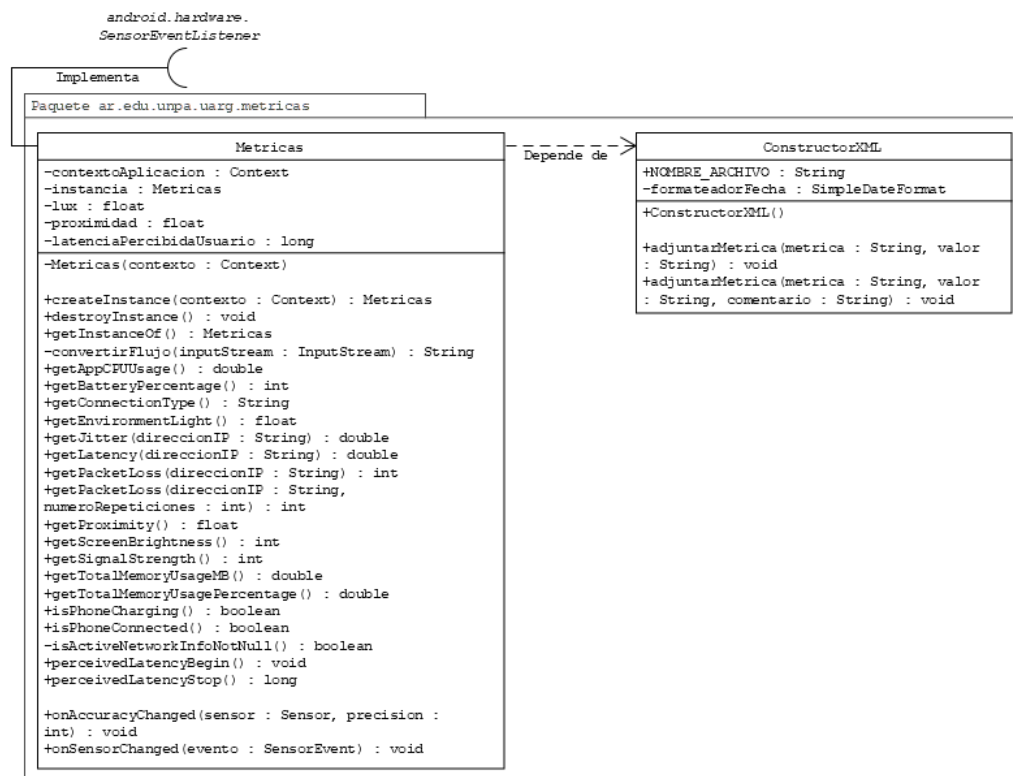 android.hardware.
SensorEventListener
Implementa
Paquete ar.edu.unpa.uarg.metricas
Metricas
-contextoAplicacion : Context
-instancia : Metricas
-lux : float
-proximidad : float
-latenciaPercibidaUsuario : long
-Metricas(contexto : Context)
+createInstance(contexto : Context) : Metricas
+destroyInstance() : void
+getInstanceOf() : Metricas
-convertirFlujo(inputStream : InputStream) : String
+getAppCPUUsage() : double
+getBatteryPercentage() : int
+getConnectionType() : String
+getEnvironmentLight() : float
+getJitter(direccionIP : String) : double
+getLatency(direccionIP : String) : double
+getPacketLoss(direccionIP : String) : int
+getPacketLoss(direccionIP : String,
numeroRepeticiones : int) : int
+getProximity() : float
+getScreenBrightness() : int
+getSignalStrength() : int
+getTotalMemoryUsageMB() : double
+getTotalMemoryUsagePercentage() : double
+isPhoneCharging() : boolean
+isPhoneConnected() : boolean
-isActiveNetworkInfoNotNull() : boolean
+perceivedLatencyBegin() : void
+perceivedLatencyStop() : long
+onAccuracyChanged(sensor : Sensor, precision :
int) : void
+onSensorChanged(evento : SensorEvent) : void
Depende de
ConstructorXML
+NOMBRE_ARCHIVO : String
-formateadorFecha : SimpleDateFormat
+ConstructorXML()
+adjuntarMetrica(metrica : String, valor
: String) : void
+adjuntarMetrica(metrica : String, valor
: String, comentario : String) : void